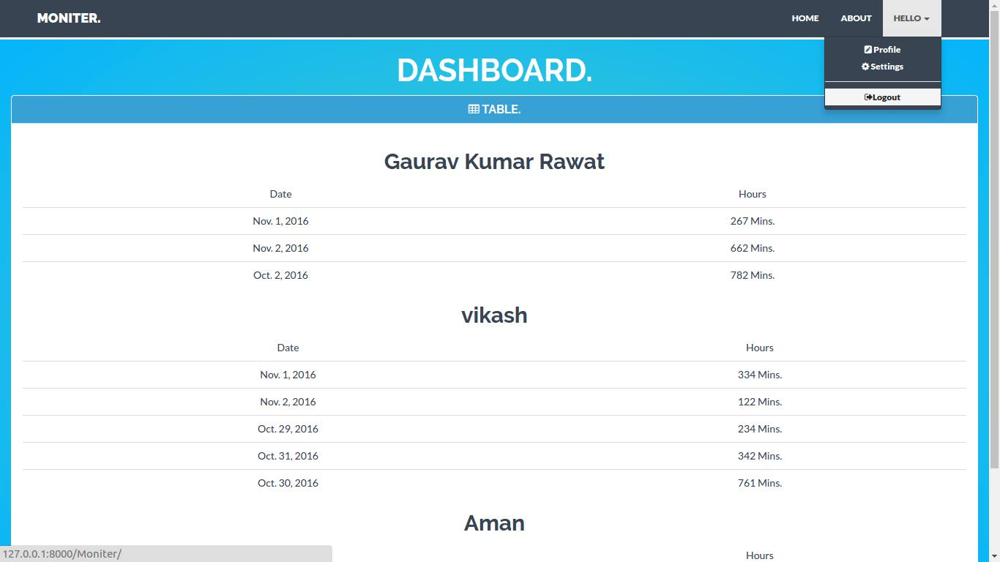 MONITER.
HOME ABOUT HELLO
Profile
Settings
Logout
DASHBOARD.
TABLE.
Gaurav Kumar Rawat
Date Hours
Nov. 1, 2016 267 Mins.
Nov. 2, 2016 662 Mins.
Oct. 2, 2016 782 Mins.
vikash
Date Hours
Nov. 1, 2016 334 Mins.
Nov. 2, 2016 122 Mins.
Oct. 29, 2016 234 Mins.
Oct. 31, 2016 342 Mins.
Oct. 30, 2016 761 Mins.
Aman
Hours
127.0.0.1:8000/Moniter/